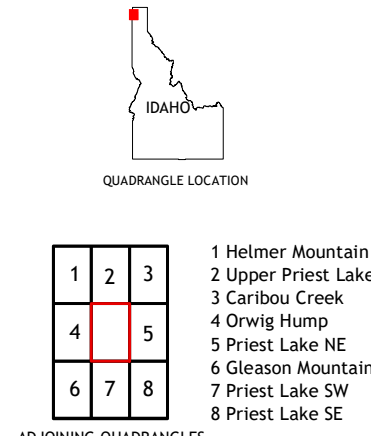 IDAHO
QUADRANGLE LOCATION
1 2 3
4 5
6 7 8
1 Helmer Mountain
2 Upper Priest Lake
3 Caribou Creek
4 Orwig Hump
5 Priest Lake NE
6 Gleason Mountain
7 Priest Lake SW
8 Priest Lake SE
ADJOINING QUADRANGLES